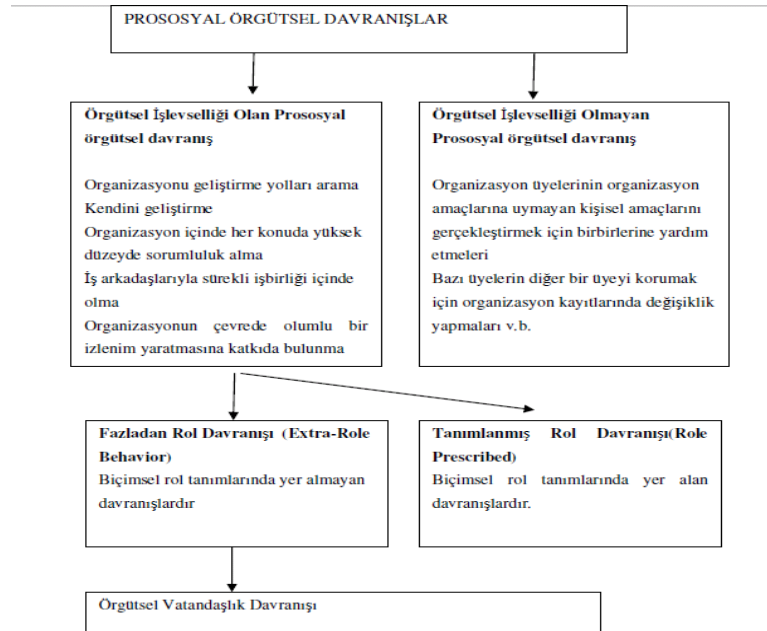 PROSOSYAL ÖRGÜTSEL DAVRANIŞLAR
Örgütsel İşlevselliği Olan Prososyal
örgütsel davranış
Organizasyonu geliştirme yolları arama
Kendini geliştirme
Organizasyon içinde her konuda yüksek
düzeyde sorumluluk alma
İş arkadaşlarıyla sürekli işbirliği içinde
olma
Organizasyonun çevrede olumlu bir
izlenim yaratmasına katkıda bulunma
Örgütsel İşlevselliği Olmayan
Prososyal örgütsel davranış
Organizasyon üyelerinin organizasyon
amaçlarına uymayan kişisel amaçlarını
gerçekleştirmek için birbirlerine yardım
etmeleri
Bazı üyelerin diğer bir üyeyi korumak
için organizasyon kayıtlarında değişiklik
yapmaları v.b.
Fazladan Rol Davranışı (Extra-Role
Behavior)
Biçimsel rol tanımlarında yer almayan
davranışlardır
Tanımlanmış Rol Davranışı(Role
Prescribed)
Biçimsel rol tanımlarında yer alan
davranışlardır.
Örgütsel Vatandaşlık Davranışı